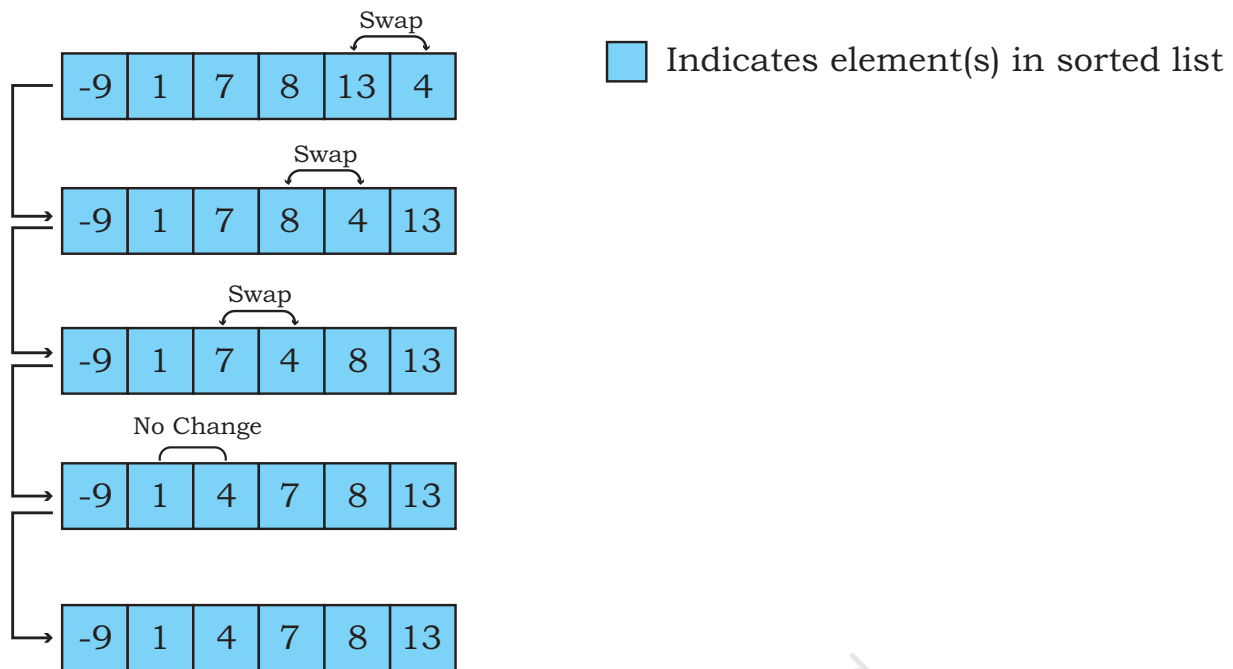 Swap
-9 1 7 8 13 4
Indicates element(s) in sorted list
Swap
-9 1 7 8 4 13
Swap
-9 1 7 4 8 13
No Change
-9 1 4 7 8 13
-9 1 4 7 8 13